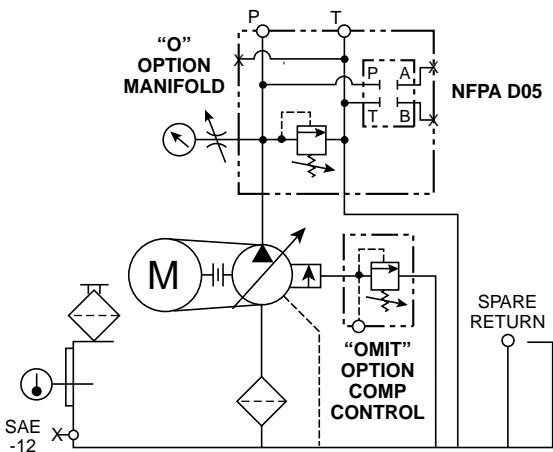 P
T
“O”
OPTION
MANIFOLD
P
A
NFPA D05
T
B
M
SPARE
RETURN
“OMIT”
OPTION
COMP
CONTROL
SAE
-12
X